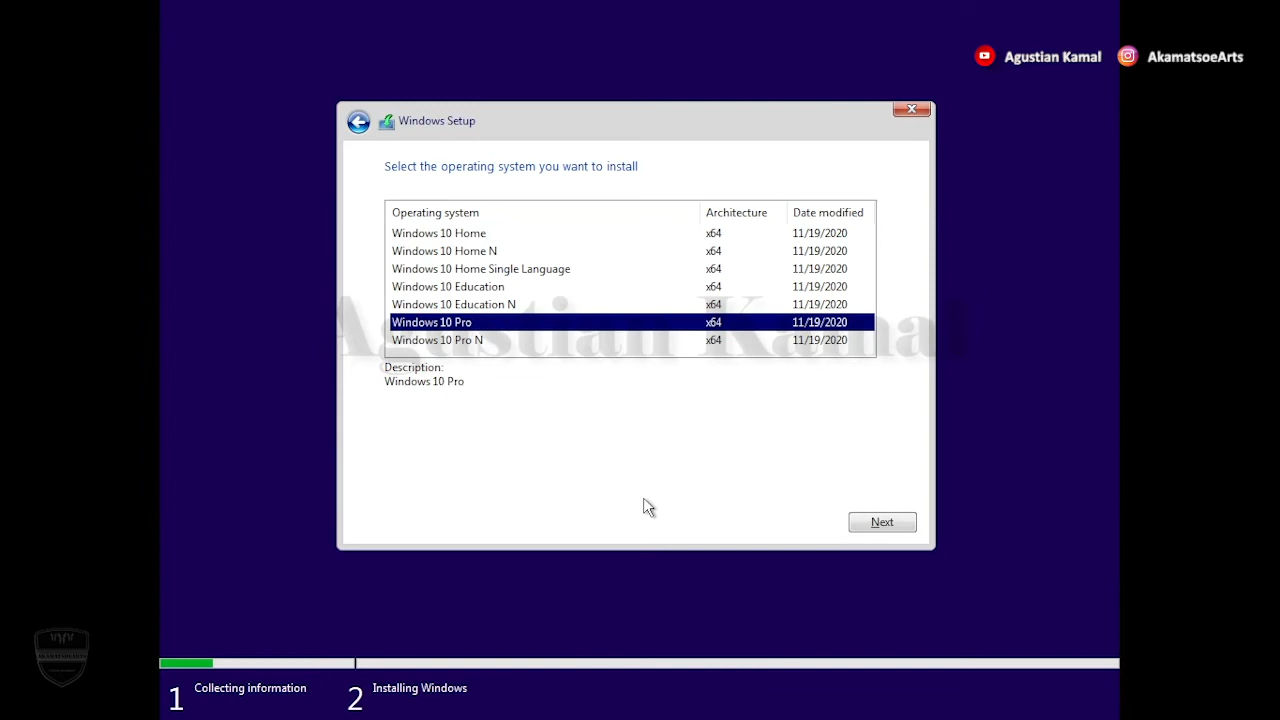 Agustian Kamal AkamatsoeArts
Windows Setup
Select the operating system you want to install
Operating system Architecture Date modified
Windows 10 Home x64 11/19/2020
Windows 10 Home N x64 11/19/2020
Windows 10 Home Single Language x64 11/19/2020
Windows 10 Education x64 11/19/2020
Windows 10 Education N x64 11/19/2020
Windows 10 Pro x64 11/19/2020
Windows 10 Pro N x64 11/19/2020
Agustian Kamal
Description:
Windows 10 Pro
Next
1 Collecting information 2 Installing Windows